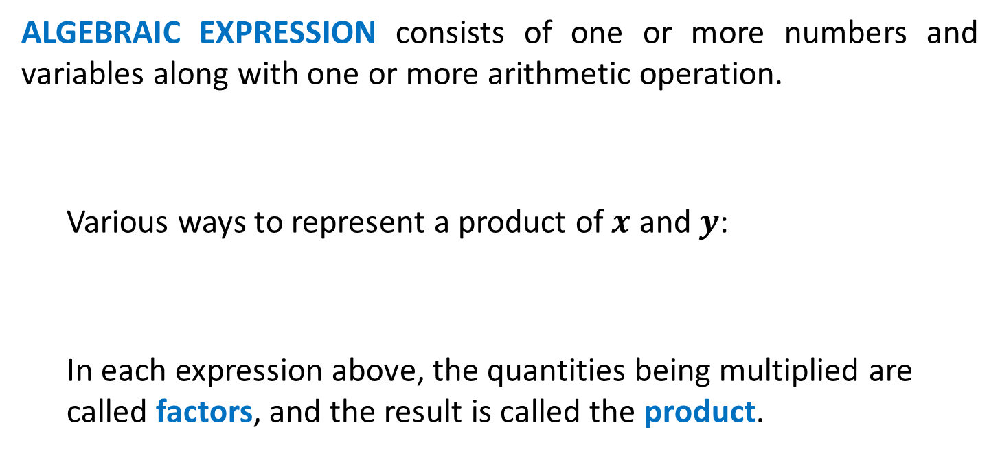 ALGEBRAIC EXPRESSION consists of one or more numbers and
variables along with one or more arithmetic operation.
Various ways to represent a product of x and y:
In each expression above, the quantities being multiplied are
called factors, and the result is called the product.